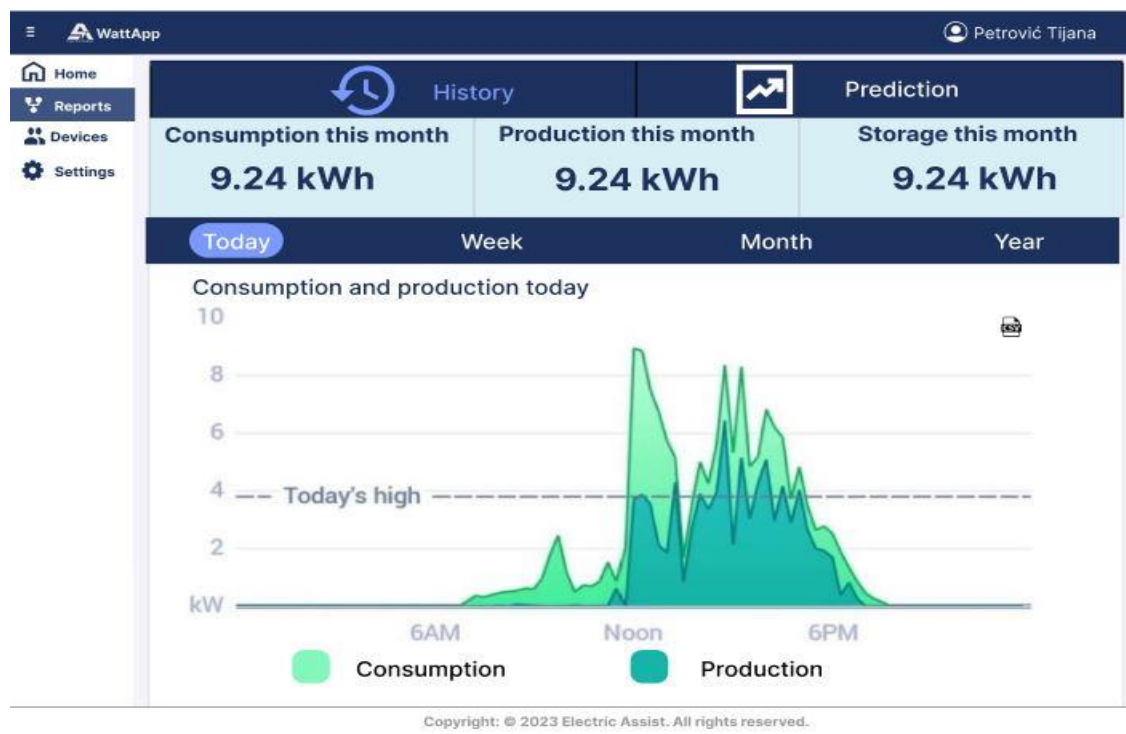 WattApp
Petrović Tijana
Home
Reports
Devices
Settings
History
Prediction
Consumption this month
9.24 kWh
Production this month
9.24 kWh
Storage this month
9.24 kWh
Today Week Month Year
Consumption and production today
10
CSV
8
6
4
Today's high
2
kW
6AM Noon 6PM
Consumption Production
Copyright: © 2023 Electric Assist. All rights reserved.